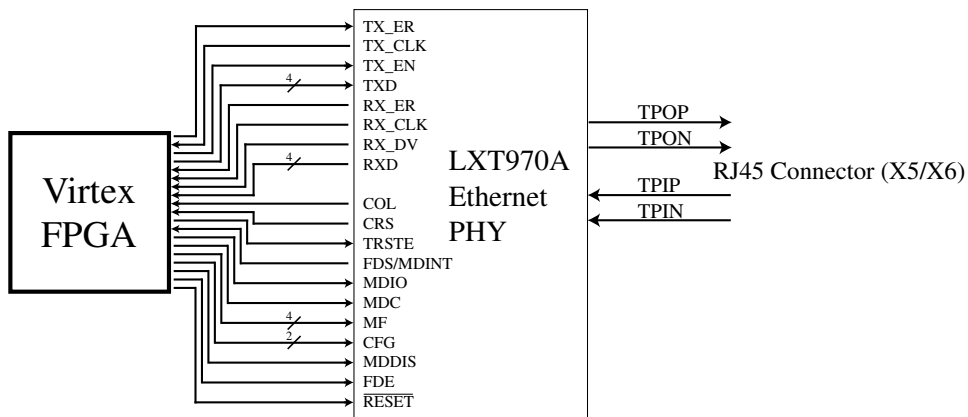 Virtex
FPGA
TX_ER
TX_CLK
TX_EN
4
TXD
RX_ER
RX_CLK
RX_DV
4
RXD
COL
CRS
TRSTE
FDS/MDINT
MDIO
MDC
4
MF
2
CFG
MDDIS
FDE
RESET
LXT970A
Ethernet
PHY
TPOP
TPON
TPIP
TPIN
RJ45 Connector (X5/X6)